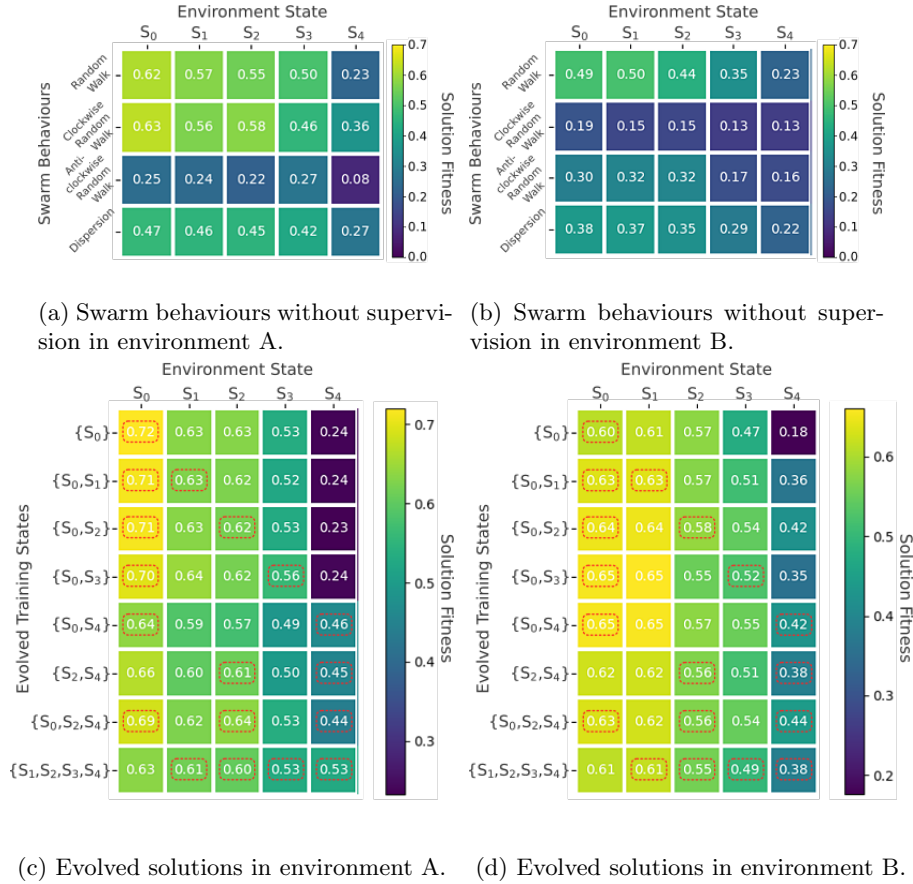 Environment State
S₀ S₁ S₂ S₃ S₄
Swarm Behaviours
Random
Walk
0.62 0.57 0.55 0.50 0.23
Clockwise
Random
Walk
0.63 0.56 0.58 0.46 0.36
Anti-
clockwise
Random
Walk
0.25 0.24 0.22 0.27 0.08
Dispersion
0.47 0.46 0.45 0.42 0.27
0.7
0.6
0.5
0.4
0.3
0.2
0.1
0.0
Solution Fitness
Environment State
S₀ S₁ S₂ S₃ S₄
Swarm Behaviours
Random
Walk
0.49 0.50 0.44 0.35 0.23
Clockwise
Random
Walk
0.19 0.15 0.15 0.13 0.13
Anti-
clockwise
Random
Walk
0.30 0.32 0.32 0.17 0.16
Dispersion
0.38 0.37 0.35 0.29 0.22
0.7
0.6
0.5
0.4
0.3
0.2
0.1
0.0
Solution Fitness
(a) Swarm behaviours without supervi-
sion in environment A.
(b) Swarm behaviours without super-
vision in environment B.
Environment State
S₀ S₁ S₂ S₃ S₄
Evolved Training States
{S₀} 0.72 0.63 0.63 0.53 0.24
{S₀,S₁} 0.71 0.63 0.62 0.52 0.24
{S₀,S₂} 0.71 0.63 0.62 0.53 0.23
{S₀,S₃} 0.70 0.64 0.62 0.56 0.24
{S₀,S₄} 0.64 0.59 0.57 0.49 0.46
{S₂,S₄} 0.66 0.60 0.61 0.50 0.45
{S₀,S₂,S₄} 0.69 0.62 0.64 0.53 0.44
{S₁,S₂,S₃,S₄} 0.63 0.61 0.60 0.53 0.53
0.7
0.6
0.5
0.4
0.3
Solution Fitness
Environment State
S₀ S₁ S₂ S₃ S₄
Evolved Training States
{S₀} 0.60 0.61 0.57 0.47 0.18
{S₀,S₁} 0.63 0.63 0.57 0.51 0.36
{S₀,S₂} 0.64 0.64 0.58 0.54 0.42
{S₀,S₃} 0.65 0.65 0.55 0.52 0.35
{S₀,S₄} 0.65 0.65 0.57 0.55 0.42
{S₂,S₄} 0.62 0.62 0.56 0.51 0.38
{S₀,S₂,S₄} 0.63 0.62 0.56 0.54 0.44
{S₁,S₂,S₃,S₄} 0.61 0.61 0.55 0.49 0.38
0.6
0.5
0.4
0.3
0.2
Solution Fitness
(c) Evolved solutions in environment A.
(d) Evolved solutions in environment B.